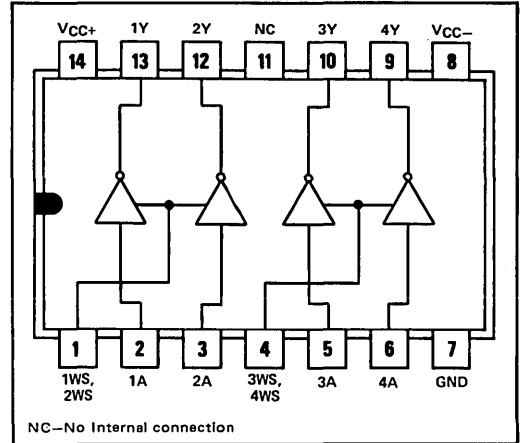 VCC+ 1Y 2Y NC 3Y 4Y VCC–
14 13 12 11 10 9 8
1 2 3 4 5 6 7
1WS, 1A 2A 3WS, 3A 4A GND
2WS 4WS
NC–No Internal connection